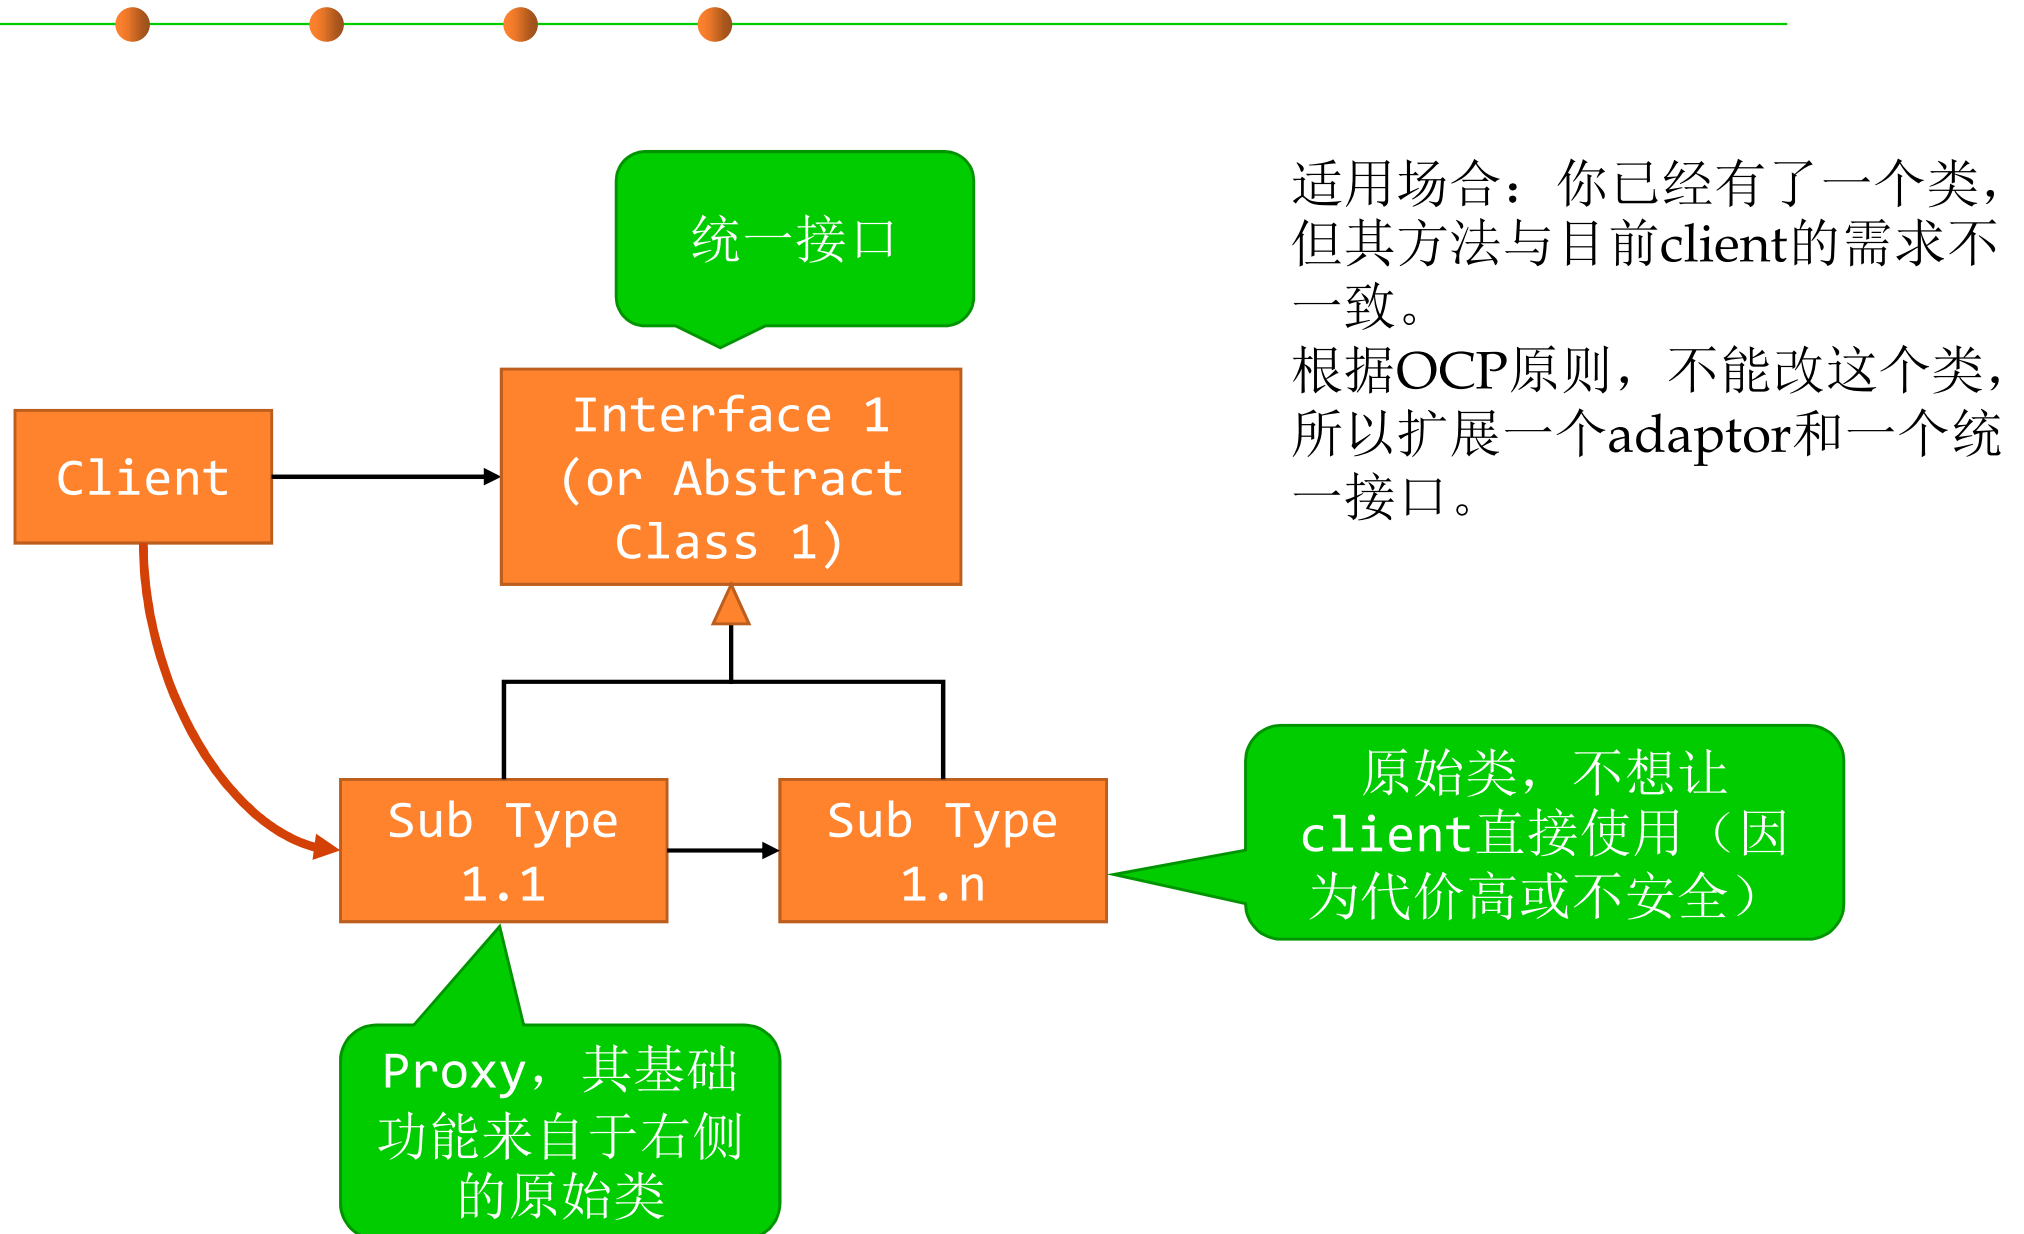 统一接口
适用场合：你已经有了一个类，
但其方法与目前client的需求不
一致。
根据OCP原则，不能改这个类，
所以扩展一个adaptor和一个统
一接口。
Interface 1
(or Abstract
Class 1)
Client
Sub Type
1.1
Sub Type
1.n
原始类，不想让
client直接使用（因
为代价高或不安全）
Proxy，其基础
功能来自于右侧
的原始类